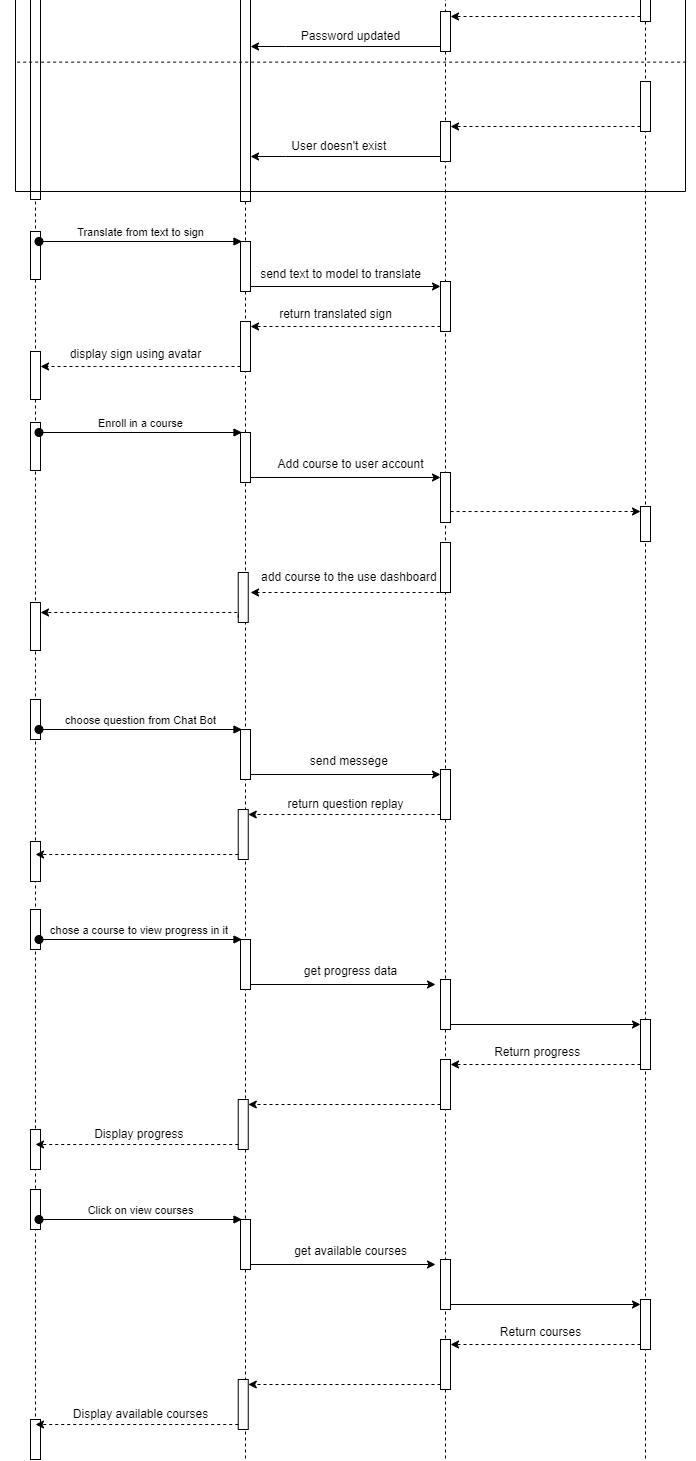 Password updated
User doesn't exist
Translate from text to sign
send text to model to translate
return translated sign
display sign using avatar
Enroll in a course
Add course to user account
add course to the use dashboard
choose question from Chat Bot
send messege
return question replay
chose a course to view progress in it
get progress data
Return progress
Display progress
Click on view courses
get available courses
Return courses
Display available courses